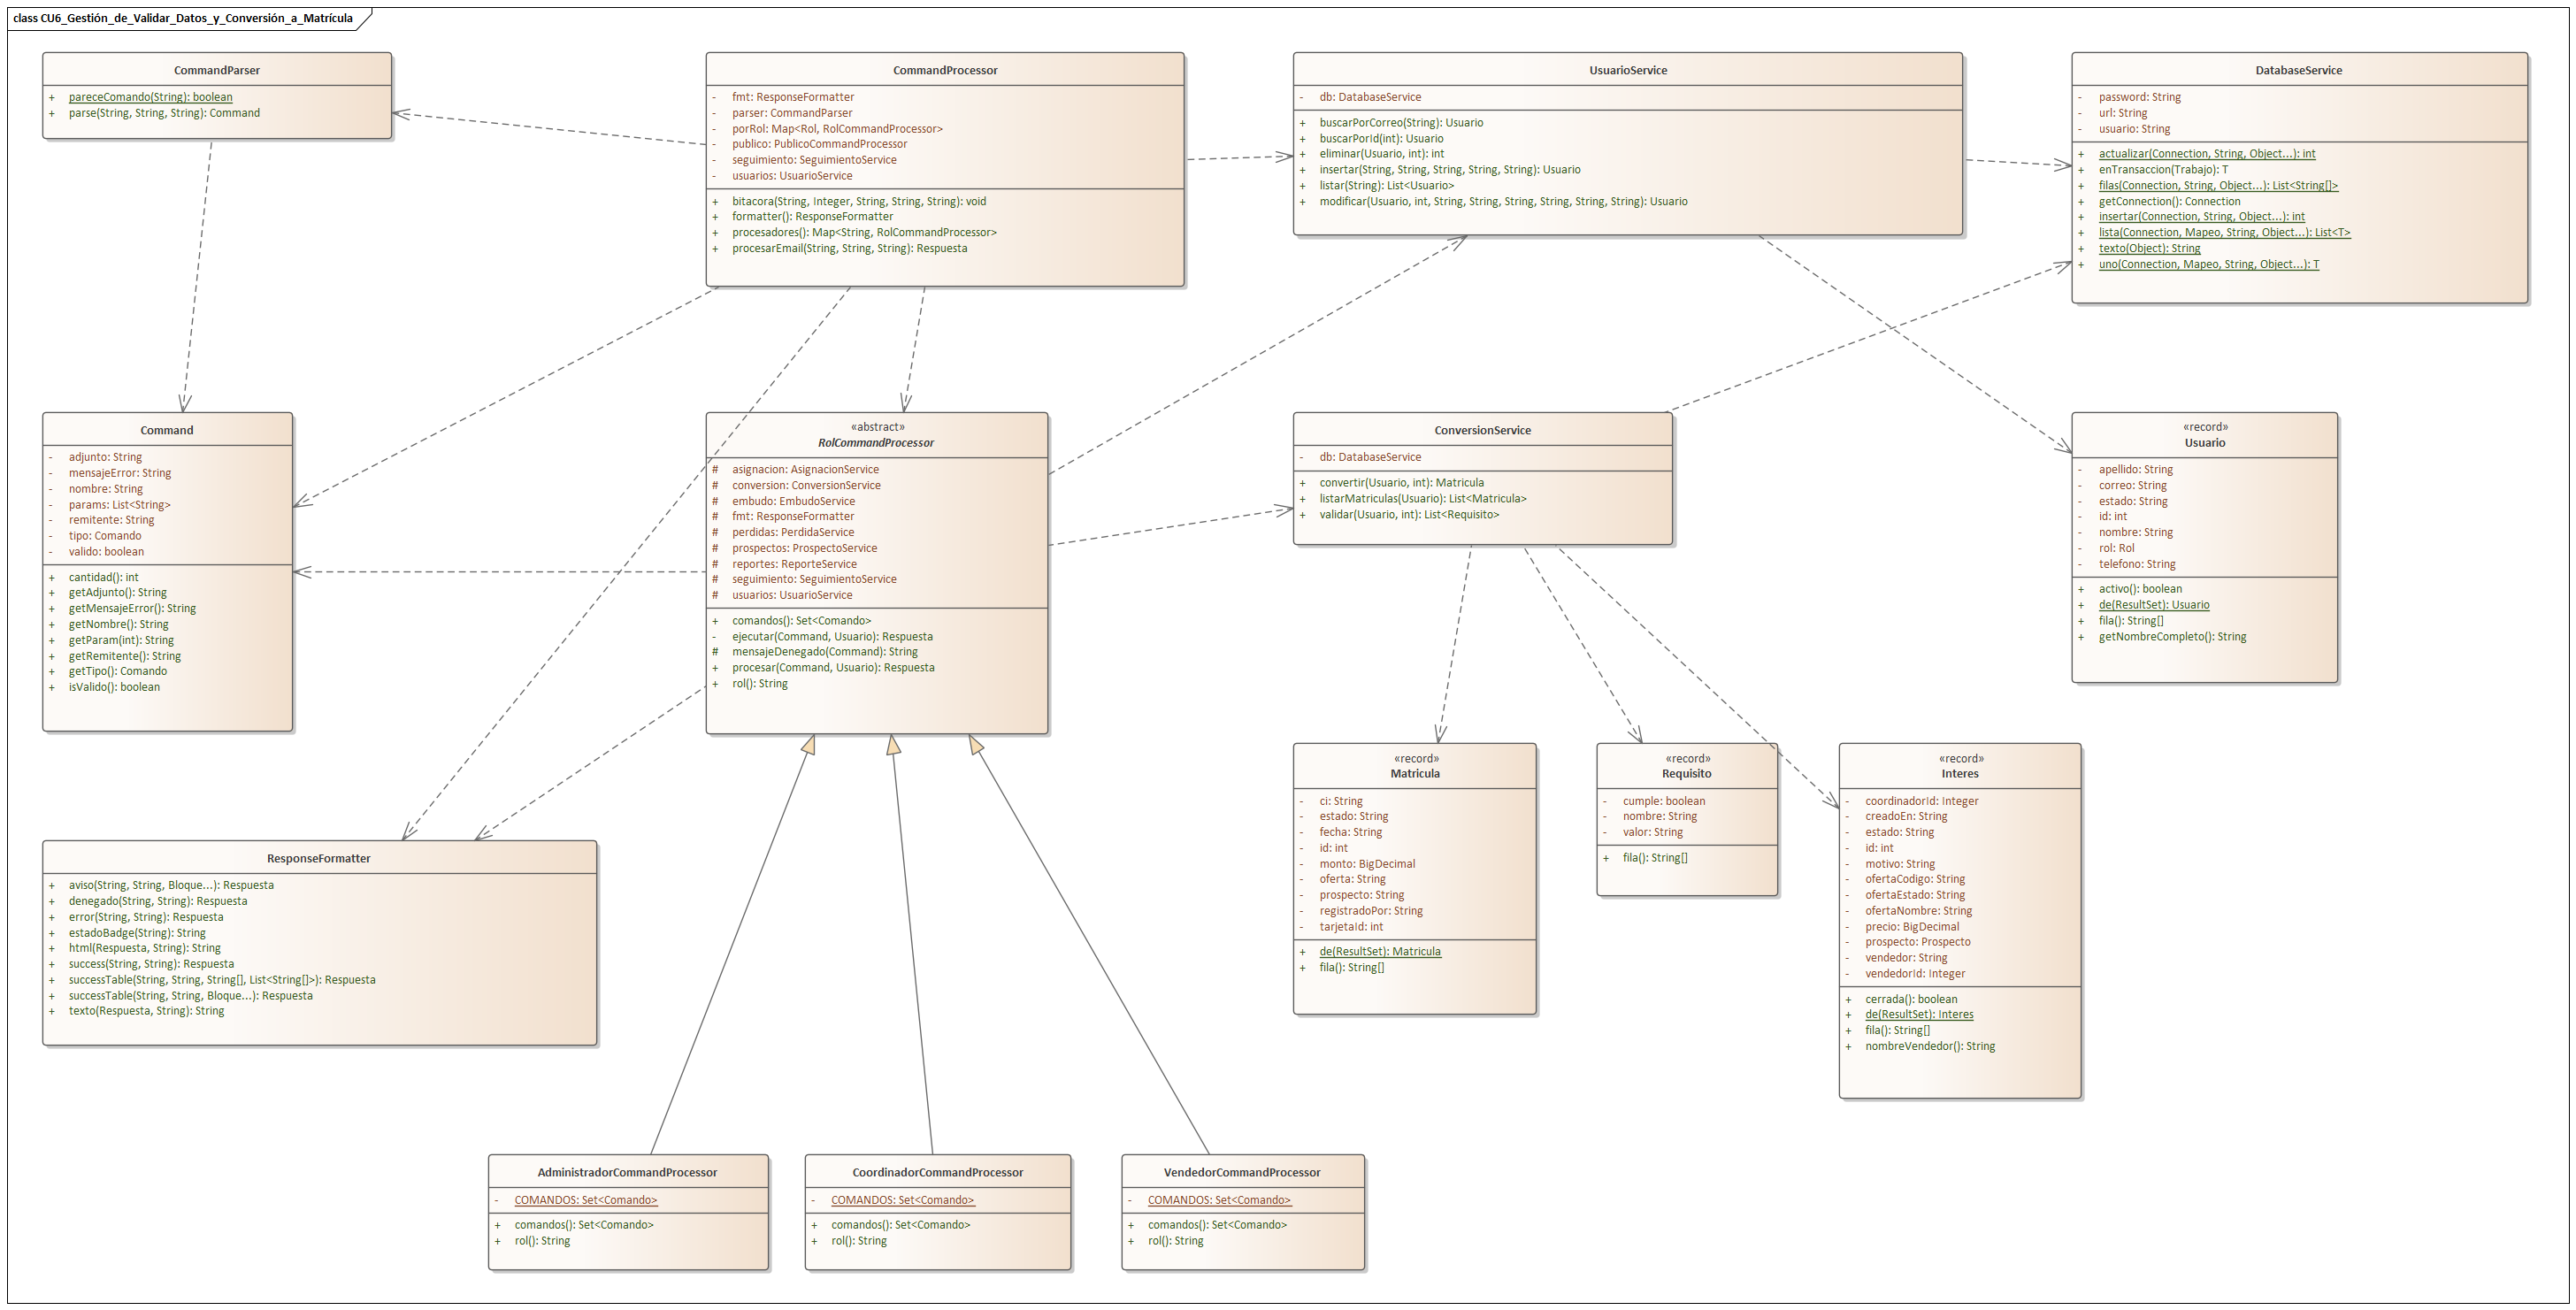 class CU6_Gestión_de_Validar_Datos_y_Conversión_a_Matrícula
CommandParser
+ pareceComando(String): boolean
+ parse(String, String, String): Command
CommandProcessor
- fmt: ResponseFormatter
- parser: CommandParser
- porRol: Map<Rol, RolCommandProcessor>
- publico: PublicoCommandProcessor
- seguimiento: SeguimientoService
- usuarios: UsuarioService
+ bitacora(String, Integer, String, String, String): void
+ formatter(): ResponseFormatter
+ procesadores(): Map<String, RolCommandProcessor>
+ procesarEmail(String, String, String): Respuesta
UsuarioService
- db: DatabaseService
+ buscarPorCorreo(String): Usuario
+ buscarPorId(int): Usuario
+ eliminar(Usuario, int): int
+ insertar(String, String, String, String, String): Usuario
+ listar(String): List<Usuario>
+ modificar(Usuario, int, String, String, String, String, String, String): Usuario
DatabaseService
- password: String
- url: String
- usuario: String
+ actualizar(Connection, String, Object...): int
+ enTransaccion(Trabajo): T
+ filas(Connection, String, Object...): List<String[]>
+ getConnection(): Connection
+ insertar(Connection, String, Object...): int
+ lista(Connection, Mapeo, String, Object...): List<T>
+ texto(Object): String
+ uno(Connection, Mapeo, String, Object...): T
Command
- adjunto: String
- mensajeError: String
- nombre: String
- params: List<String>
- remitente: String
- tipo: Comando
- valido: boolean
+ cantidad(): int
+ getAdjunto(): String
+ getMensajeError(): String
+ getNombre(): String
+ getParam(int): String
+ getRemitente(): String
+ getTipo(): Comando
+ isValido(): boolean
«abstract»
RolCommandProcessor
# asignacion: AsignacionService
# conversion: ConversionService
# embudo: EmbudoService
# fmt: ResponseFormatter
# perdidas: PerdidaService
# prospectos: ProspectoService
# reportes: ReporteService
# seguimiento: SeguimientoService
# usuarios: UsuarioService
+ comandos(): Set<Comando>
- ejecutar(Command, Usuario): Respuesta
# mensajeDenegado(Command): String
+ procesar(Command, Usuario): Respuesta
+ rol(): String
ConversionService
- db: DatabaseService
+ convertir(Usuario, int): Matricula
+ listarMatriculas(Usuario): List<Matricula>
+ validar(Usuario, int): List<Requisito>
«record»
Usuario
- apellido: String
- correo: String
- estado: String
- id: int
- nombre: String
- rol: Rol
- telefono: String
+ activo(): boolean
+ de(ResultSet): Usuario
+ fila(): String[]
+ getNombreCompleto(): String
«record»
Matricula
- ci: String
- estado: String
- fecha: String
- id: int
- monto: BigDecimal
- oferta: String
- prospecto: String
- registradoPor: String
- tarjetaId: int
+ de(ResultSet): Matricula
+ fila(): String[]
«record»
Requisito
- cumple: boolean
- nombre: String
- valor: String
+ fila(): String[]
«record»
Interes
- coordinadorId: Integer
- creadoEn: String
- estado: String
- id: int
- motivo: String
- ofertaCodigo: String
- ofertaEstado: String
- ofertaNombre: String
- precio: BigDecimal
- prospecto: Prospecto
- vendedor: String
- vendedorId: Integer
+ cerrada(): boolean
+ de(ResultSet): Interes
+ fila(): String[]
+ nombreVendedor(): String
ResponseFormatter
+ aviso(String, String, Bloque...): Respuesta
+ denegado(String, String): Respuesta
+ error(String, String): Respuesta
+ estadoBadge(String): String
+ html(Respuesta, String): String
+ success(String, String): Respuesta
+ successTable(String, String, String[], List<String[]>): Respuesta
+ successTable(String, String, Bloque...): Respuesta
+ texto(Respuesta, String): String
AdministradorCommandProcessor
- COMANDOS: Set<Comando>
+ comandos(): Set<Comando>
+ rol(): String
CoordinadorCommandProcessor
- COMANDOS: Set<Comando>
+ comandos(): Set<Comando>
+ rol(): String
VendedorCommandProcessor
- COMANDOS: Set<Comando>
+ comandos(): Set<Comando>
+ rol(): String